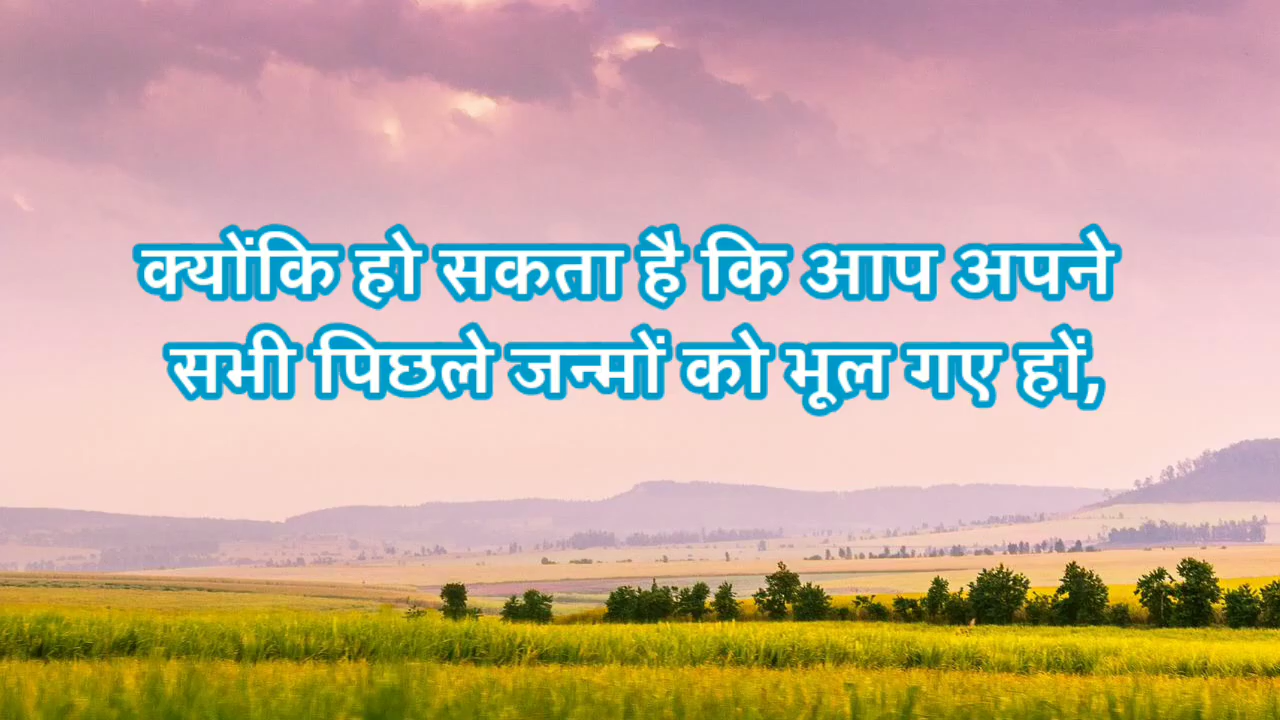 क्योंकि हो सकता है कि आप अपने
सभी पिछले जन्मों को भूल गए हों,